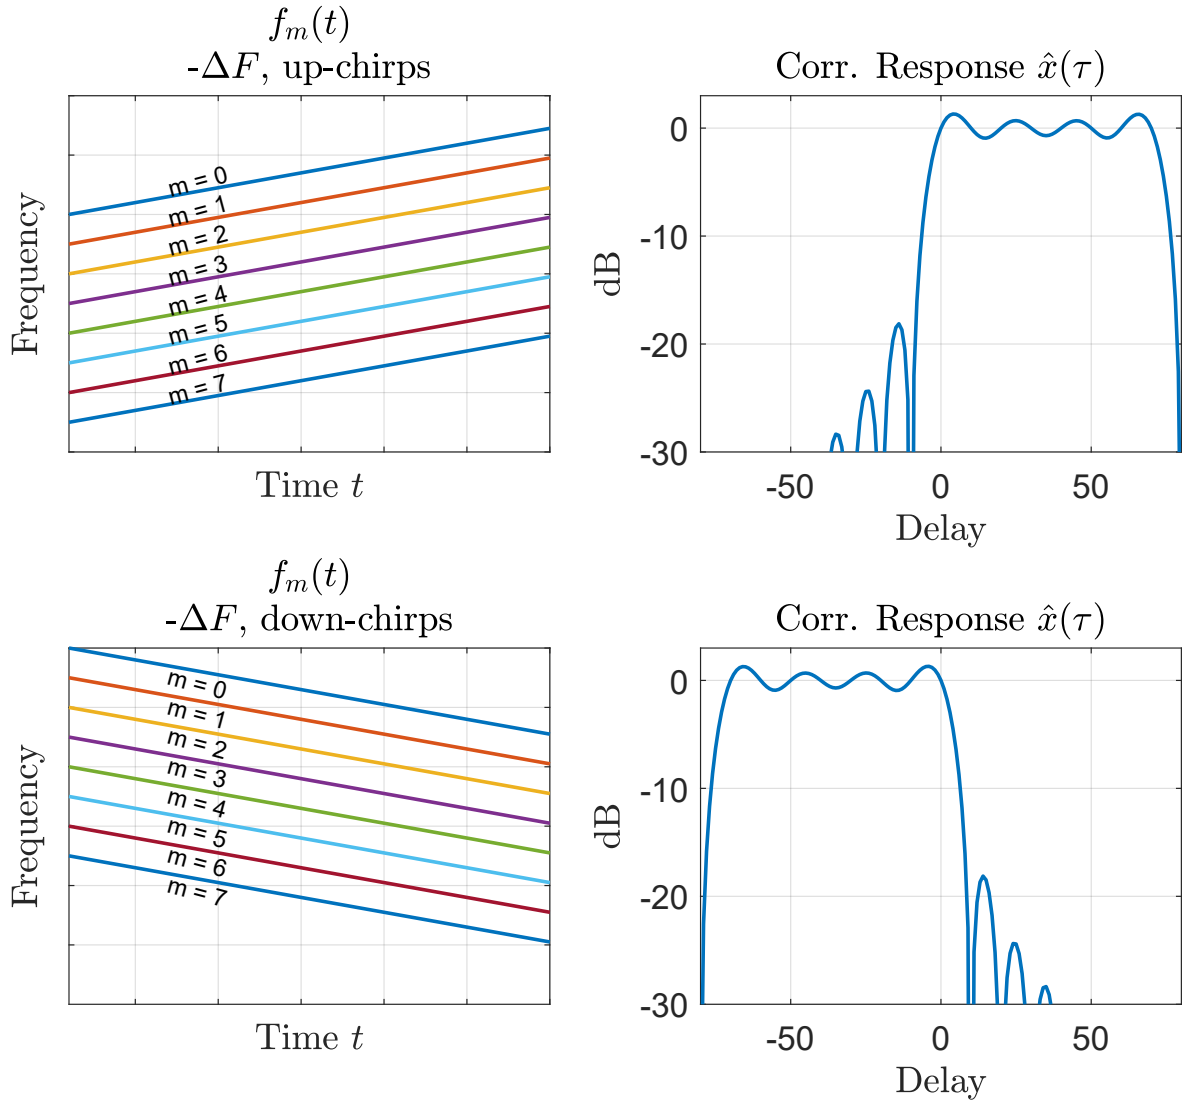 f_m(t)
-ΔF, up-chirps
Frequency
m = 0
m = 1
m = 2
m = 3
m = 4
m = 5
m = 6
m = 7
Time t
Corr. Response x̂(τ)
dB
0
-10
-20
-30
-50
0
50
Delay
f_m(t)
-ΔF, down-chirps
Frequency
m = 0
m = 1
m = 2
m = 3
m = 4
m = 5
m = 6
m = 7
Time t
Corr. Response x̂(τ)
dB
0
-10
-20
-30
-50
0
50
Delay